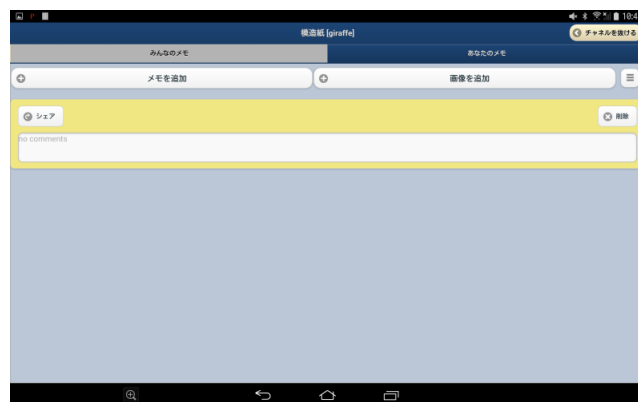 10:4
模造紙 [giraffe]
チャネルを抜ける
みんなのメモ
あなたのメモ
メモを追加
画像を追加
シェア
削除
no comments